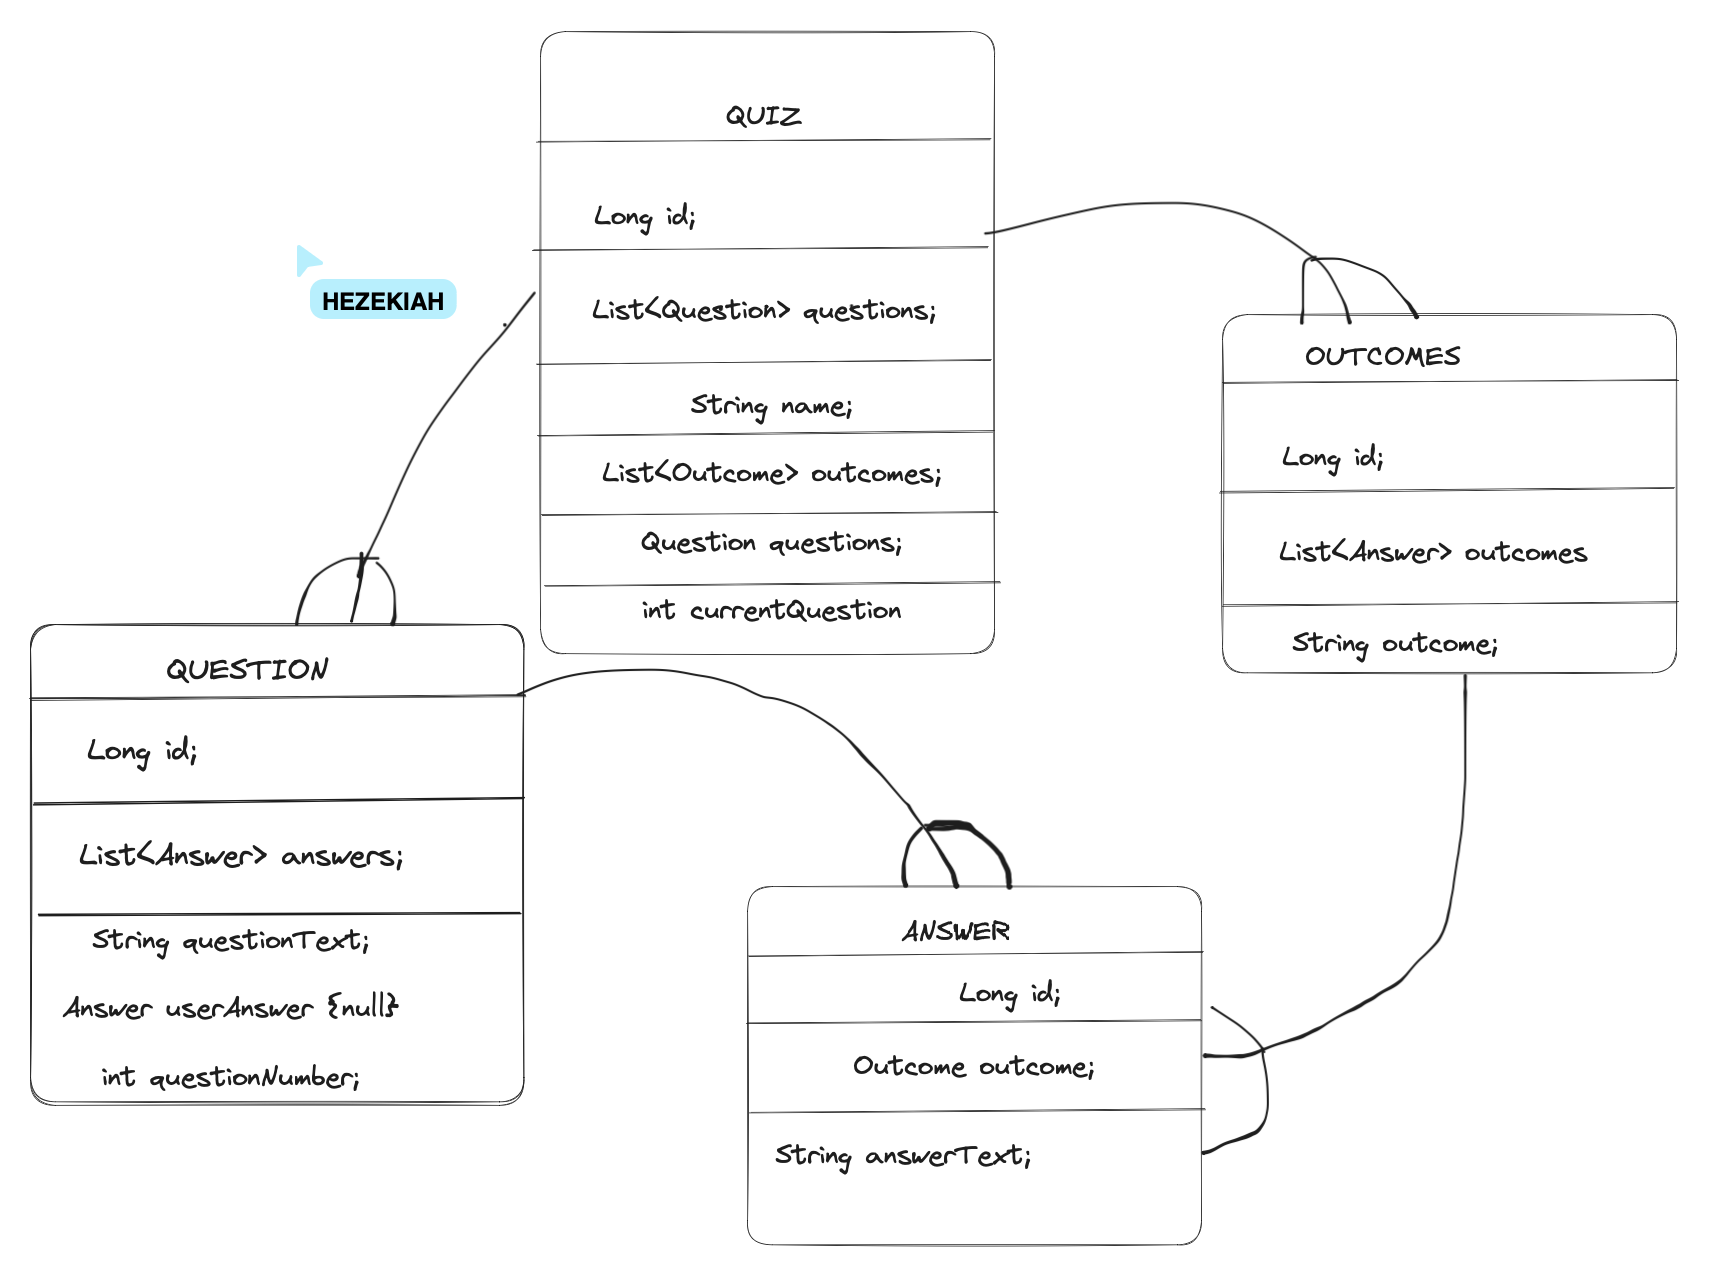 QUIZ
Long id;
List<Question> questions;
String name;
List<Outcome> outcomes;
Question questions;
int currentQuestion
HEZEKIAH
OUTCOMES
Long id;
List<Answer> outcomes
String outcome;
QUESTION
Long id;
List<Answer> answers;
String questionText;
Answer userAnswer {null}
int questionNumber;
ANSWER
Long id;
Outcome outcome;
String answerText;